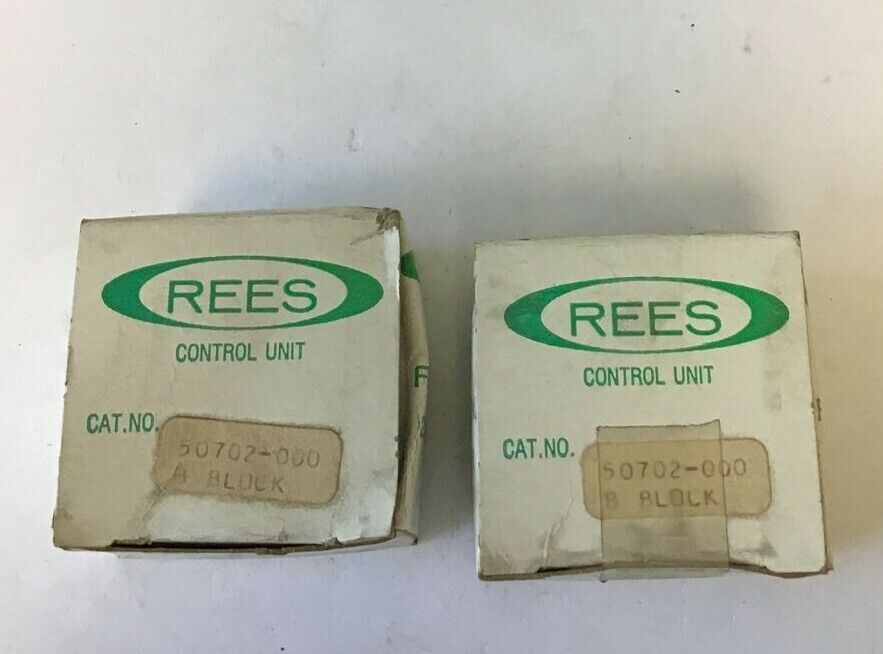 REES
CONTROL UNIT
CAT.NO.
50702-000
B BLOCK
REES
CONTROL UNIT
CAT.NO.
50702-000
B BLOCK